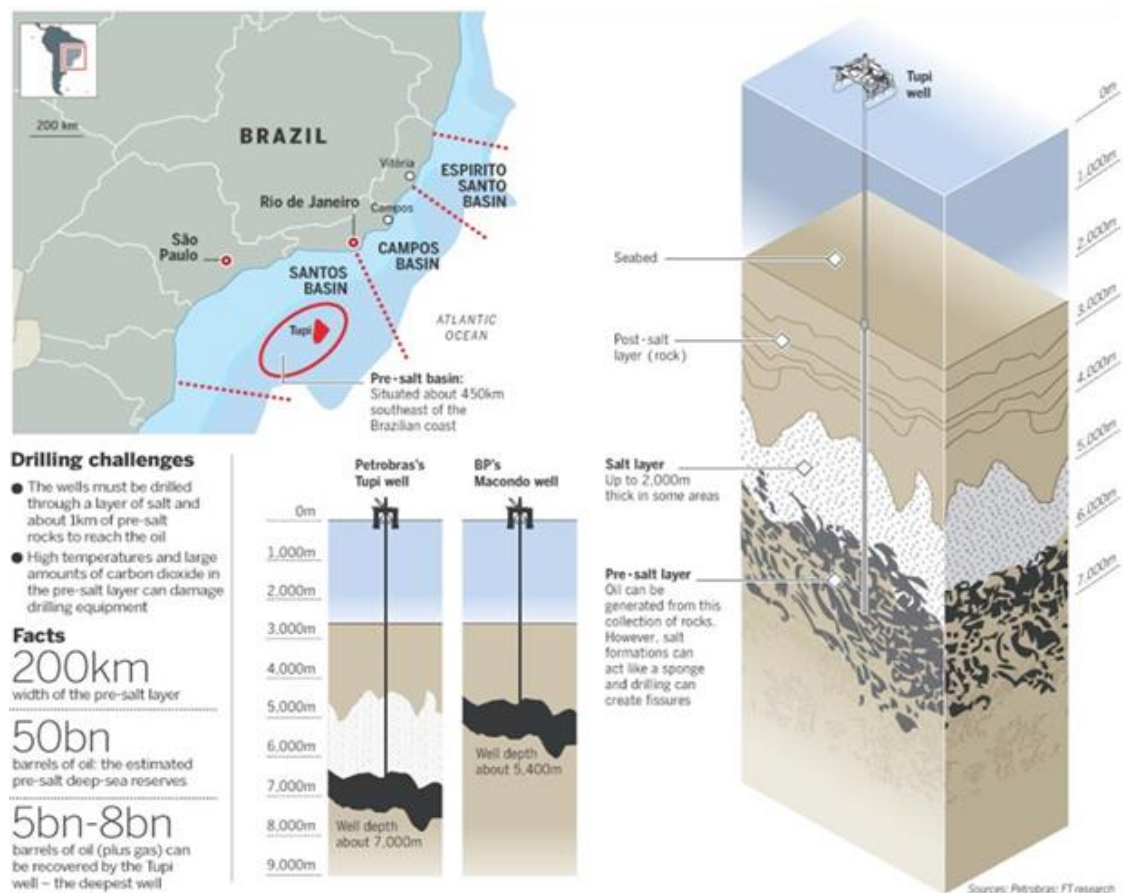 200 km
BRAZIL
Vitória
ESPIRITO
SANTO
BASIN
Rio de Janeiro
Campos
São
Paulo
CAMPOS
BASIN
SANTOS
BASIN
Tupi
ATLANTIC
OCEAN
Pre-salt basin:
Situated about 450km
southeast of the
Brazilian coast
Drilling challenges
● The wells must be drilled
through a layer of salt and
about 1km of pre-salt
rocks to reach the oil
● High temperatures and large
amounts of carbon dioxide in
the pre-salt layer can damage
drilling equipment
Facts
200km
width of the pre-salt layer
50bn
barrels of oil: the estimated
pre-salt deep-sea reserves
5bn-8bn
barrels of oil (plus gas) can
be recovered by the Tupi
well – the deepest well
Petrobras's
Tupi well
BP's
Macondo well
0m
1,000m
2,000m
3,000m
4,000m
5,000m
6,000m
7,000m
8,000m
9,000m
Well depth
about 7,000m
Well depth
about 5,400m
Tupi
well
0m
1,000m
2,000m
3,000m
4,000m
5,000m
6,000m
7,000m
Seabed
Post-salt
layer (rock)
Salt layer
Up to 2,000m
thick in some areas
Pre-salt layer
Oil can be
generated from this
collection of rocks.
However, salt
formations can
act like a sponge
and drilling can
create fissures
Sources: Petrobras; FT research